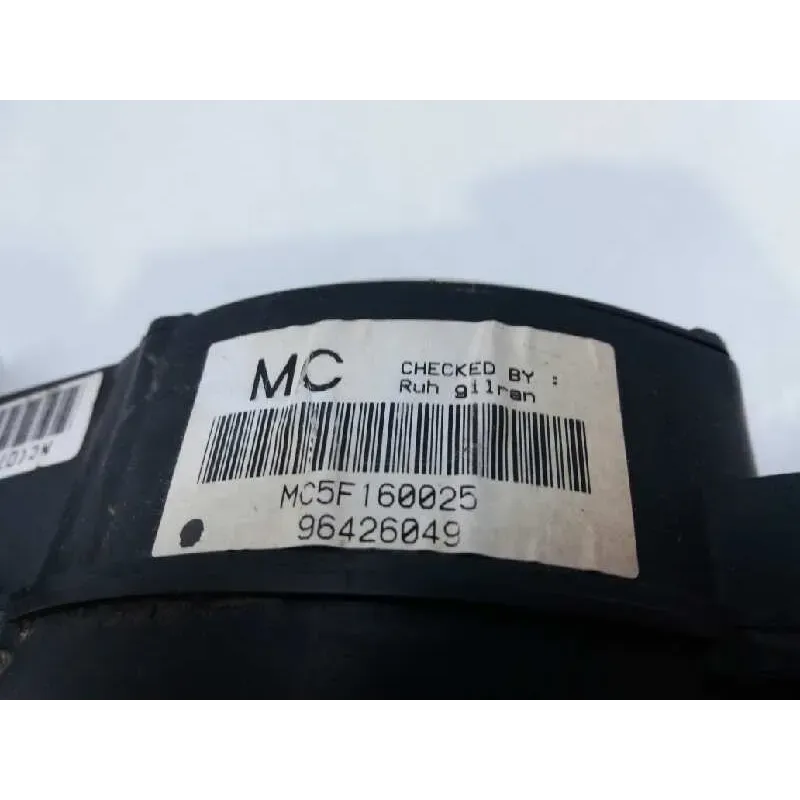 MC
CHECKED BY :
Ruh gilran
MC5F160025
96426049